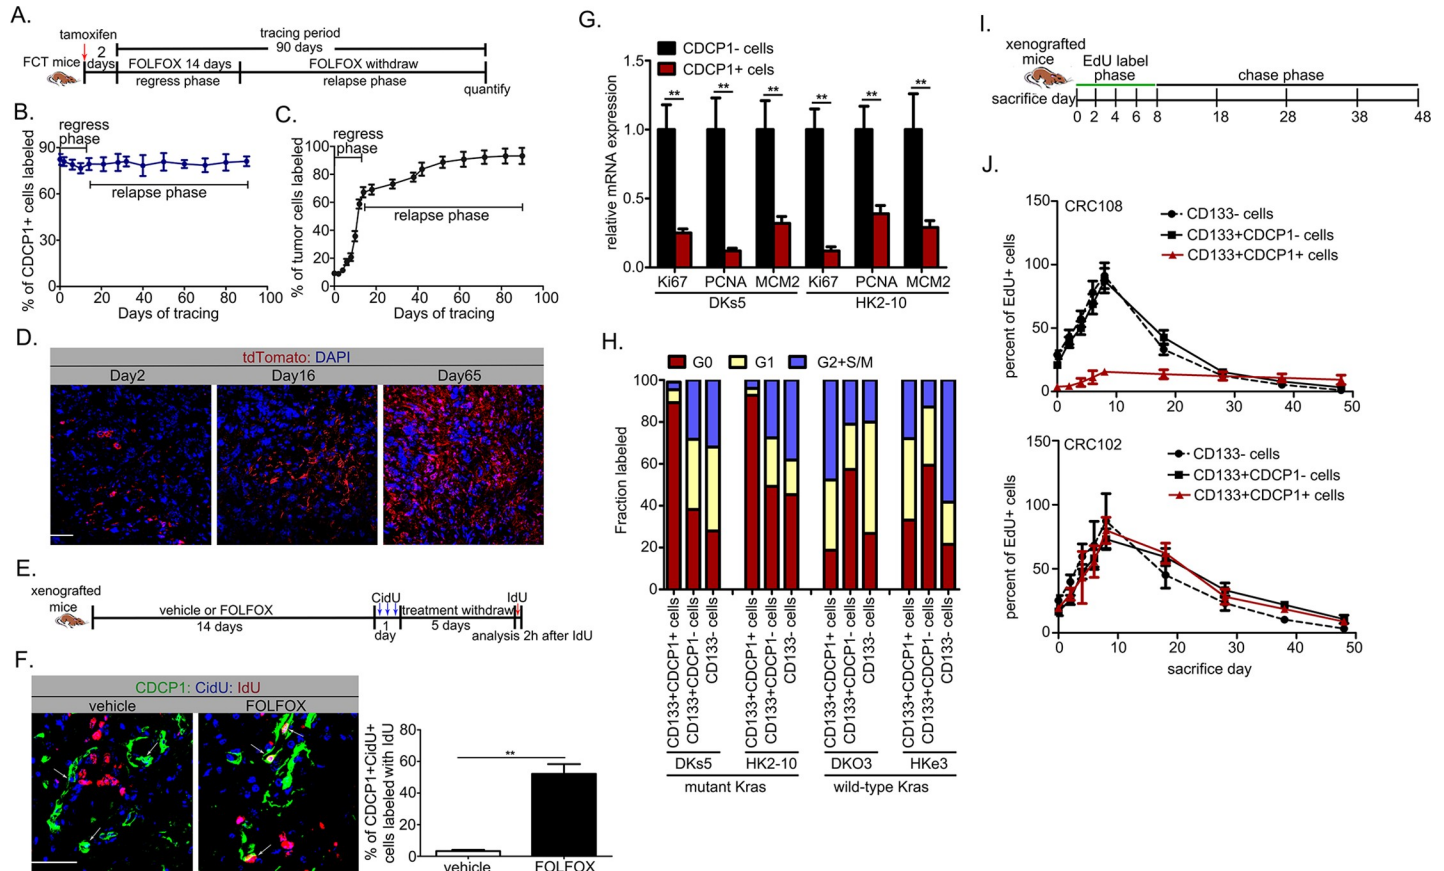 A.
tamoxifen
tracing period
90 days
2
days
FCT mice
FOLFOX 14 days
FOLFOX withdraw
regress phase
relapse phase
quantify
B.
% of CDCP1+ cells labeled
90
60
30
0
regress
phase
relapse phase
0 20 40 60 80 100
Days of tracing
C.
% of tumor cells labeled
100
80
60
40
20
0
regress
phase
relapse phase
0 20 40 60 80 100
Days of tracing
D.
tdTomato: DAPI
Day2 Day16 Day65
E.
xenografted
mice
vehicle or FOLFOX
14 days
CidU
1
day
treatment withdraw
5 days
IdU
analysis 2h after IdU
F.
CDCP1: CidU: IdU
vehicle FOLFOX
% of CDCP1+CidU+
cells labeled with IdU
80
60
40
20
0
**
vehicle FOLFOX
G.
CDCP1- cells
CDCP1+ cells
relative mRNA expression
1.5
1.0
0.5
0.0
** ** ** ** ** **
Ki67 PCNA MCM2 Ki67 PCNA MCM2
DKs5 HK2-10
H.
G0 G1 G2+S/M
Fraction labeled
100
80
60
40
20
0
CD133+CDCP1+ cells
CD133+CDCP1- cells
CD133- cells
CD133+CDCP1+ cells
CD133+CDCP1- cells
CD133- cells
CD133+CDCP1+ cells
CD133+CDCP1- cells
CD133- cells
CD133+CDCP1+ cells
CD133+CDCP1- cells
CD133- cells
DKs5 HK2-10 DKO3 HKe3
mutant Kras wild-type Kras
I.
xenografted
mice
EdU label
phase
chase phase
sacrifice day
0 2 4 6 8 18 28 38 48
J.
CRC108
CD133- cells
CD133+CDCP1- cells
CD133+CDCP1+ cells
percent of EdU+ cells
150
100
50
0
0 10 20 30 40 50
CRC102
CD133- cells
CD133+CDCP1- cells
CD133+CDCP1+ cells
percent of EdU+ cells
150
100
50
0
0 10 20 30 40 50
sacrifice day